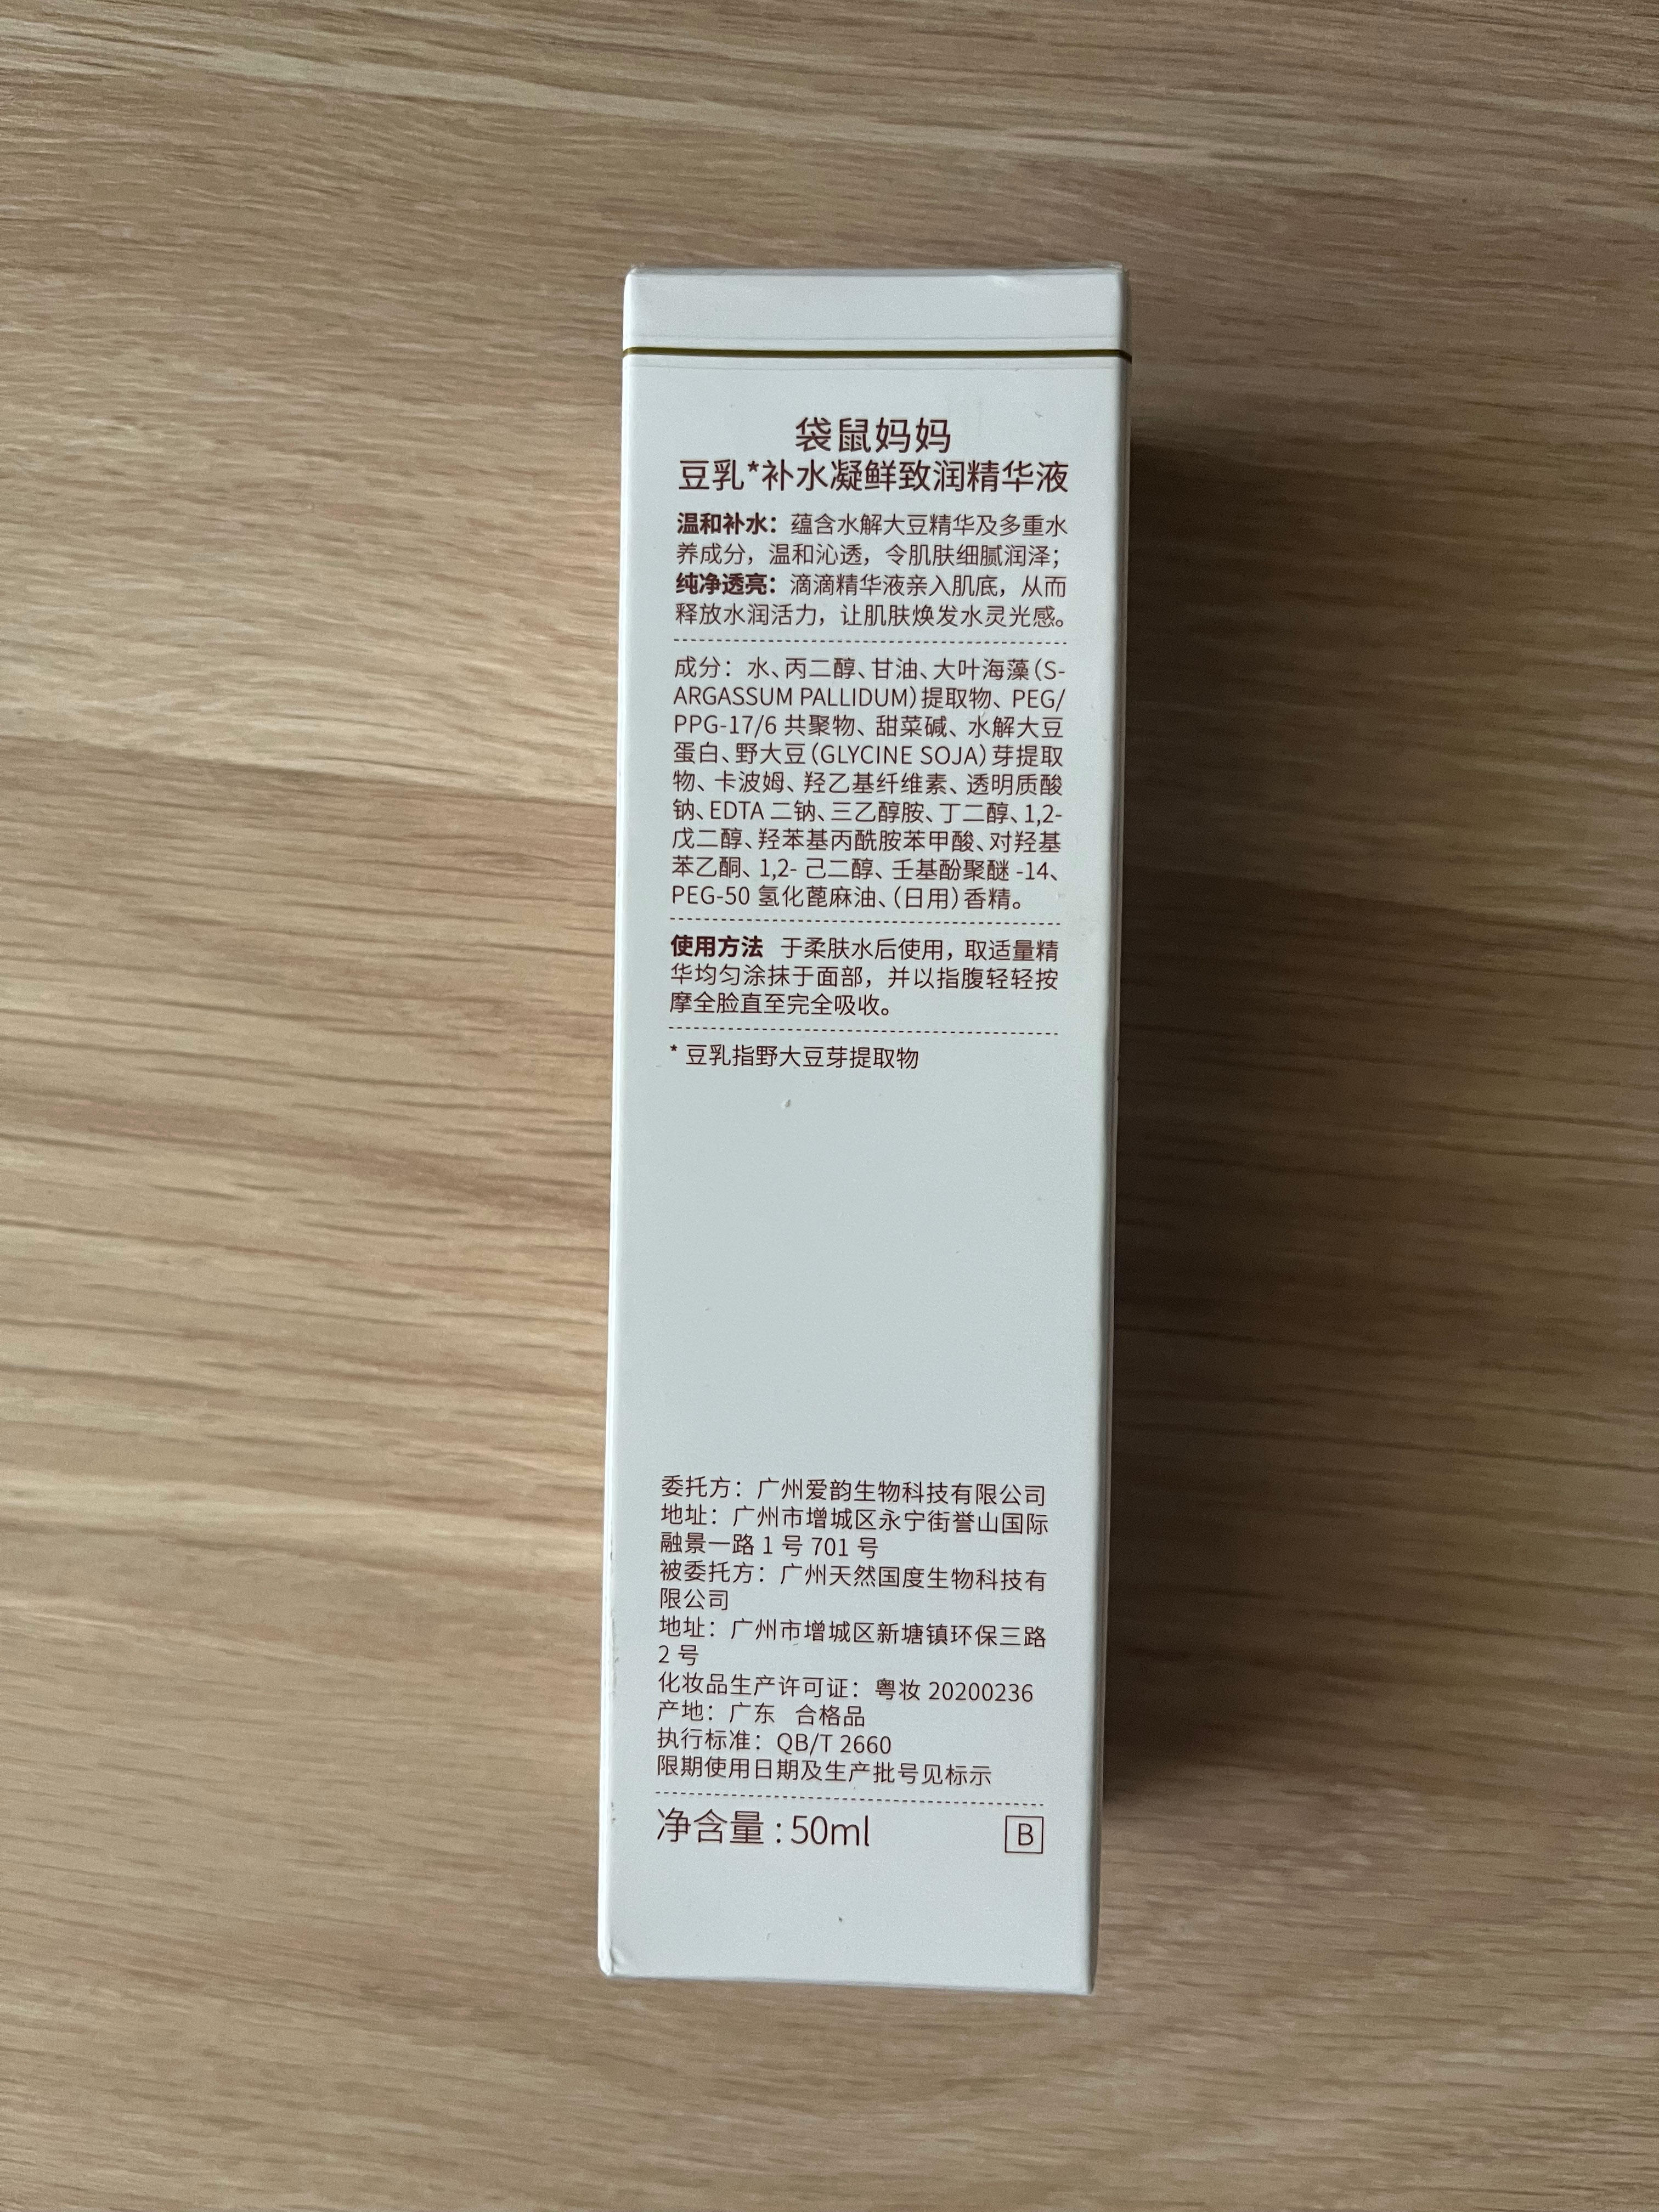 袋鼠妈妈
豆乳*补水凝鲜致润精华液
温和补水：蕴含水解大豆精华及多重水
养成分，温和沁透，令肌肤细腻润泽；
纯净透亮：滴滴精华液亲入肌底，从而
释放水润活力，让肌肤焕发水灵光感。
成分：水、丙二醇、甘油、大叶海藻（S-
ARGASSUM PALLIDUM）提取物、PEG/
PPG-17/6 共聚物、甜菜碱、水解大豆
蛋白、野大豆（GLYCINE SOJA）芽提取
物、卡波姆、羟乙基纤维素、透明质酸
钠、EDTA 二钠、三乙醇胺、丁二醇、1,2-
戊二醇、羟苯基丙酰胺苯甲酸、对羟基
苯乙酮、1,2- 己二醇、壬基酚聚醚 -14、
PEG-50 氢化蓖麻油、（日用）香精。
使用方法 于柔肤水后使用，取适量精
华均匀涂抹于面部，并以指腹轻轻按
摩全脸直至完全吸收。
* 豆乳指野大豆芽提取物
委托方：广州爱韵生物科技有限公司
地址：广州市增城区永宁街誉山国际
融景一路 1 号 701 号
被委托方：广州天然国度生物科技有
限公司
地址：广州市增城区新塘镇环保三路
2 号
化妆品生产许可证：粤妆 20200236
产地：广东 合格品
执行标准：QB/T 2660
限期使用日期及生产批号见标示
净含量 : 50ml
B